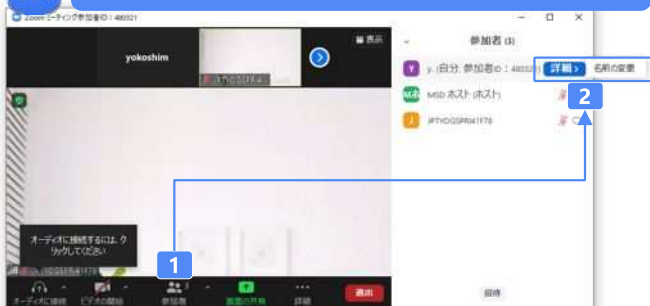 Zoom ミーティング参加者ID：480321
表示
参加者 (3)
yokoshim
Y
y. (自分, 参加者ID：480321)
詳細 >
名前の変更
2
MSD ホスト (ホスト)
J
JPTYOGSPRJ41F78
オーディオに接続するには、ク
リックしてください
1
オーディオに接続
ビデオの開始
参加者
画面の共有
詳細
退出
招待